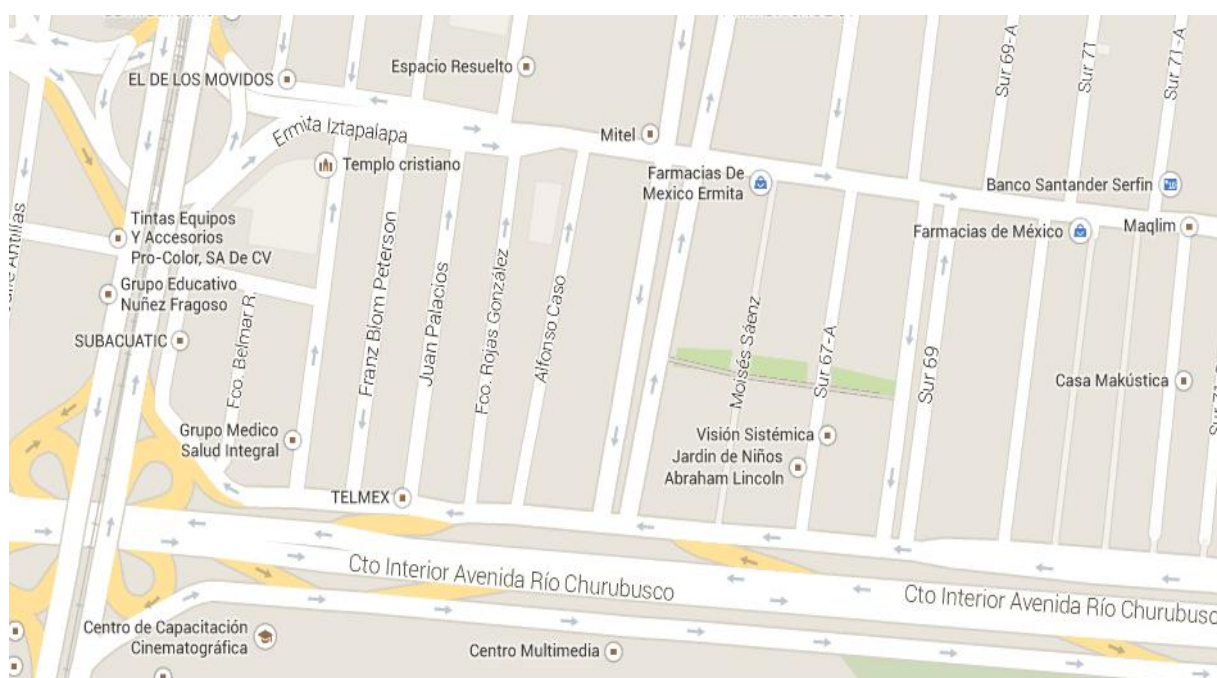 EL DE LOS MOVIDOS
Espacio Resuelto
Sur 69-A
Sur 71
Sur 71-A
Ermita Iztapalapa
Mitel
Templo cristiano
Farmacias De
Mexico Ermita
Banco Santander Serfin
Farmacias de México
Maqlim
Antillas
Tintas Equipos
Y Accesorios
Pro-Color, SA De CV
Grupo Educativo
Nuñez Fragoso
SUBACUATIC
Fco. Belmar R.
Franz Blom Peterson
Juan Palacios
Fco. Rojas González
Alfonso Caso
Moisés Sáenz
Sur 67-A
Sur 69
Casa Makústica
Grupo Medico
Salud Integral
Visión Sistémica
Jardin de Niños
Abraham Lincoln
TELMEX
Cto Interior Avenida Río Churubusco
Cto Interior Avenida Río Churubusc
Centro de Capacitación
Cinematográfica
Centro Multimedia